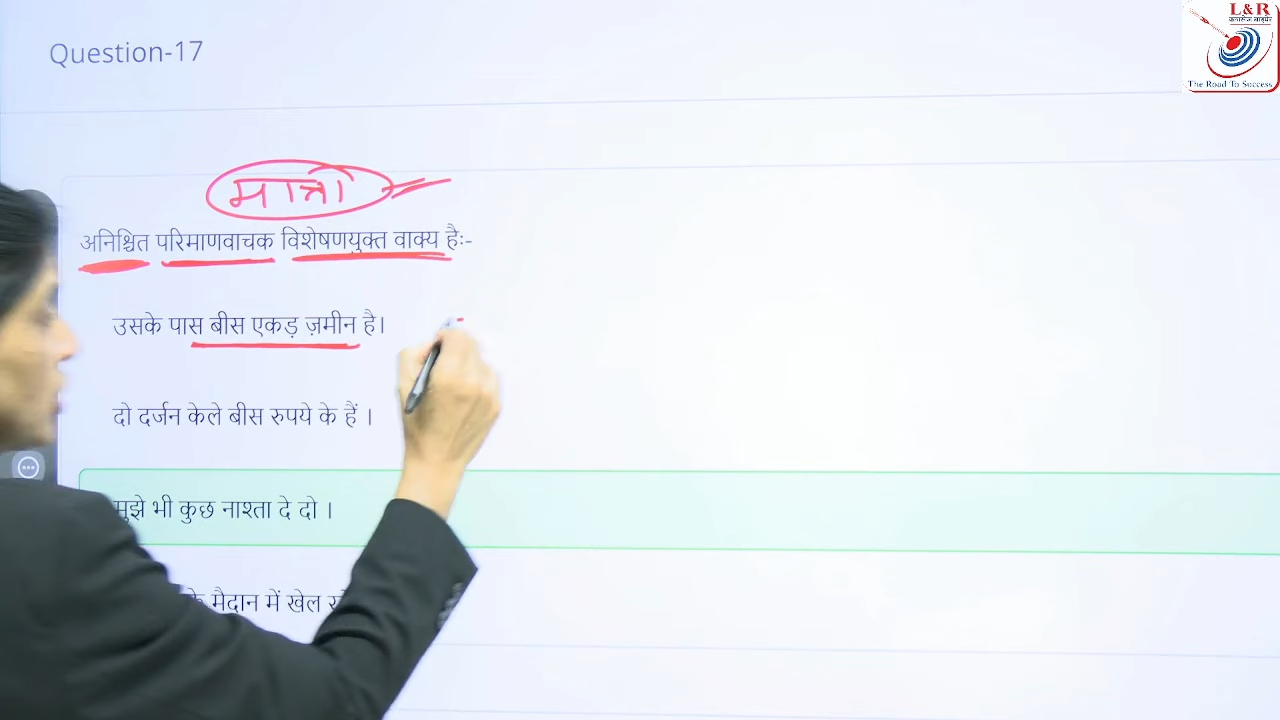 Question-17
L&R
The Road To Success
मात्रा
अनिश्चित परिमाणवाचक विशेषणयुक्त वाक्य हैः-
उसके पास बीस एकड़ ज़मीन है।
दो दर्जन केले बीस रुपये के हैं ।
मुझे भी कुछ नाश्ता दे दो ।
के मैदान में खेल